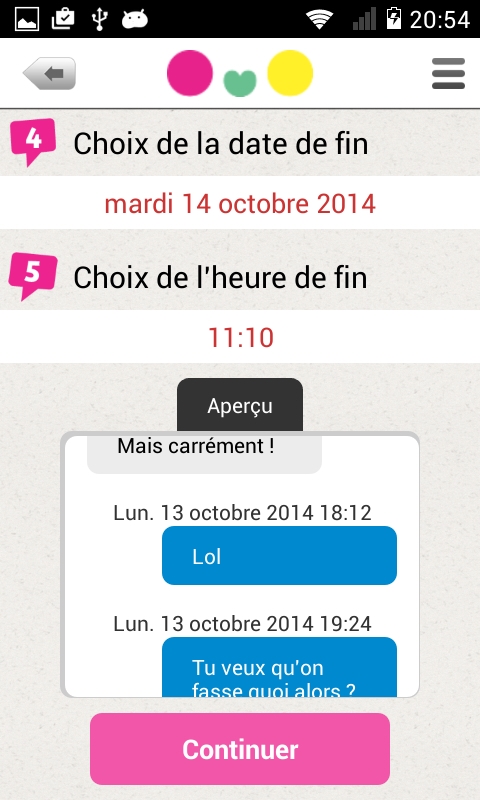 20:54
4
Choix de la date de fin
mardi 14 octobre 2014
5
Choix de l'heure de fin
11:10
Aperçu
Mais carrément !
Lun. 13 octobre 2014 18:12
Lol
Lun. 13 octobre 2014 19:24
Tu veux qu'on
fasse quoi alors ?
Continuer